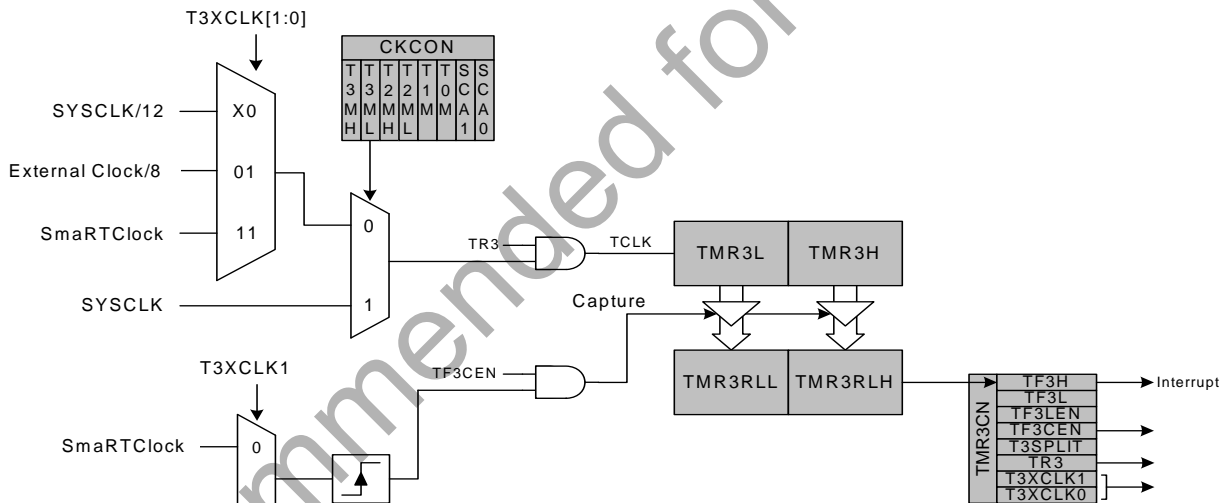 T3XCLK[1:0]
CKCON
T3MH T3ML T2MH T2ML T1M T0M SCA1 SCA0
SYSCLK/12
X0
External Clock/8
01
SmaRTClock
11
0
TR3
TCLK
TMR3L
TMR3H
SYSCLK
1
Capture
T3XCLK1
TF3CEN
TMR3RLL
TMR3RLH
SmaRTClock
0
TMR3CN
TF3H
Interrupt
TF3L
TF3LEN
TF3CEN
T3SPLIT
TR3
T3XCLK1
T3XCLK0
mmended for